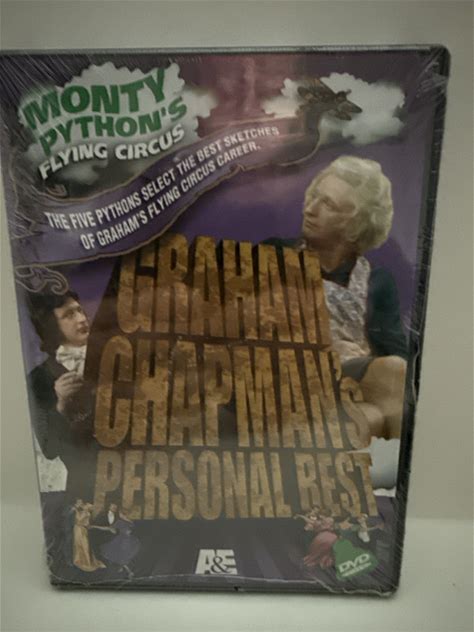 MONTY
PYTHON'S
FLYING CIRCUS
THE FIVE PYTHONS SELECT THE BEST SKETCHES
OF GRAHAM'S FLYING CIRCUS CAREER.
GRAHAM
CHAPMAN'S
PERSONAL BEST
A&E
DVD